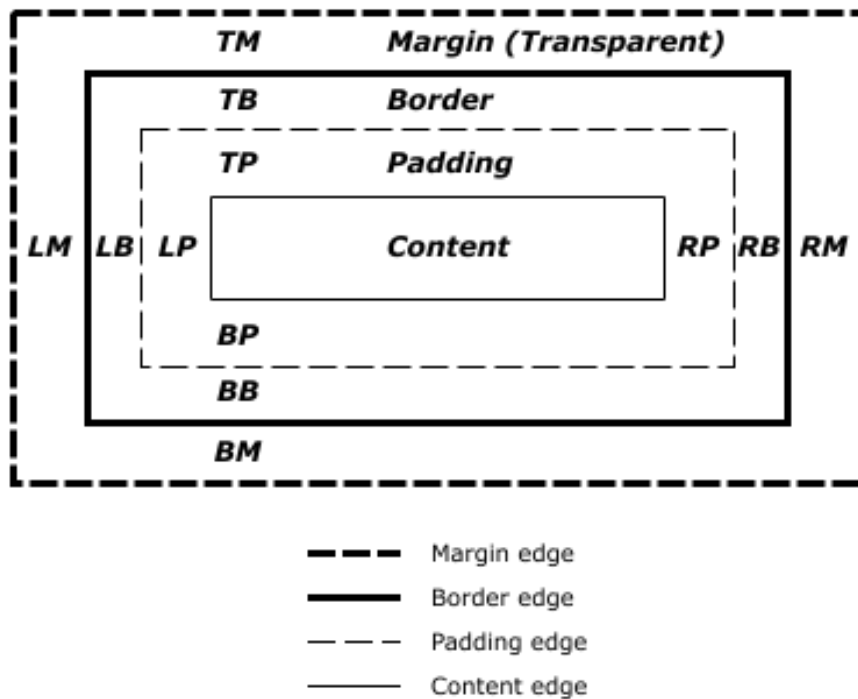 TM Margin (Transparent)
TB Border
TP Padding
LM LB LP Content RP RB RM
BP
BB
BM
Margin edge
Border edge
Padding edge
Content edge